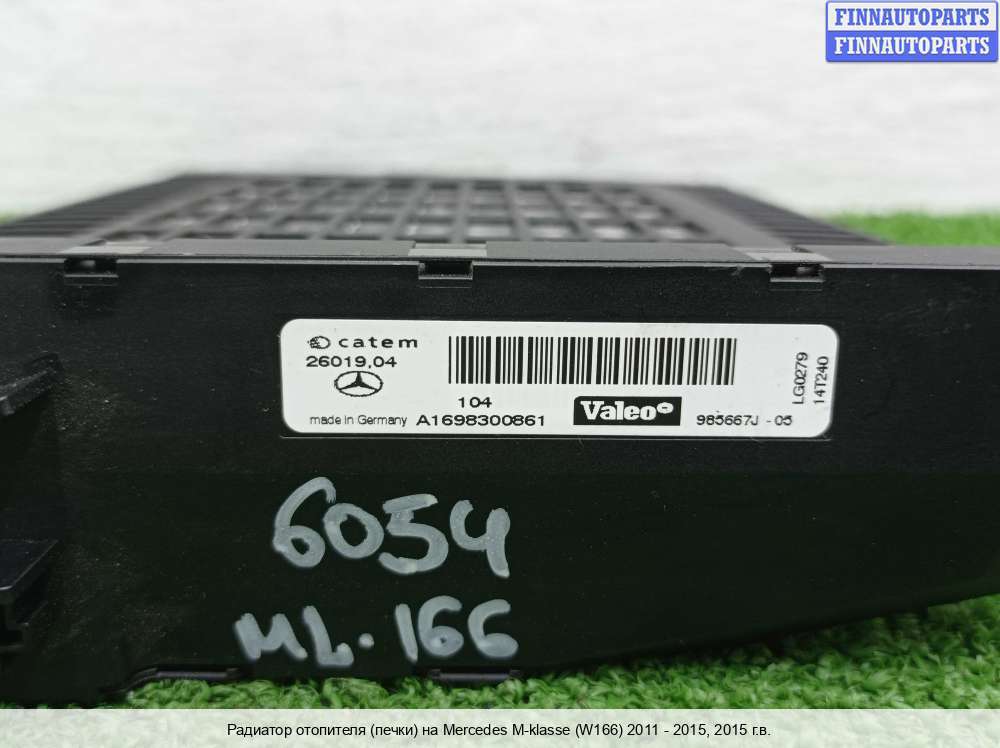 FINNAUTOPARTS
FINNAUTOPARTS
catem
26019,04
104
made in Germany A1698300861
Valeo
985667J - 05
LG0279
14T240
6054
ML.166
Радиатор отопителя (печки) на Mercedes M-klasse (W166) 2011 - 2015, 2015 г.в.